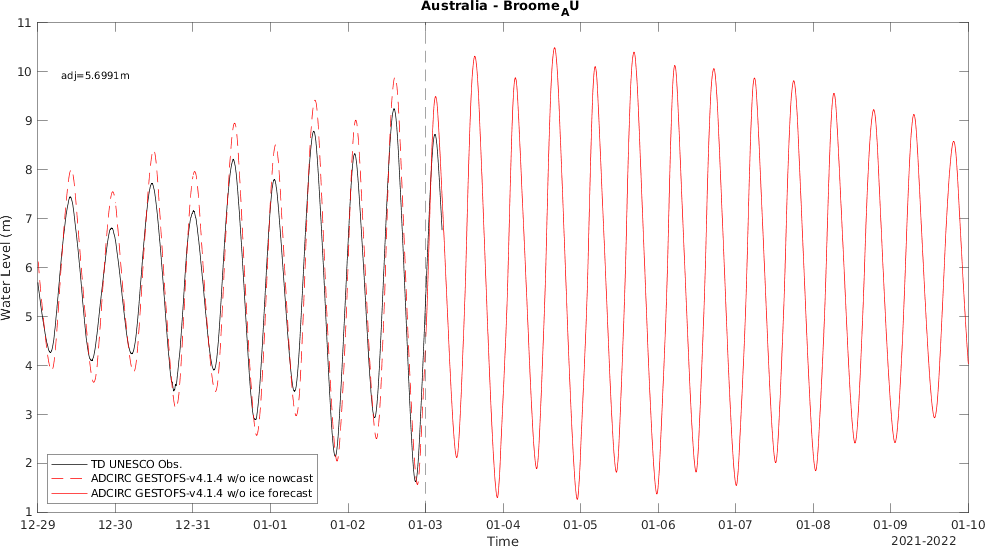 Australia - Broome_AU
adj=5.6991m
Water Level (m)
11
10
9
8
7
6
5
4
3
2
1
TD UNESCO Obs.
ADCIRC GESTOFS-v4.1.4 w/o ice nowcast
ADCIRC GESTOFS-v4.1.4 w/o ice forecast
12-29 12-30 12-31 01-01 01-02 01-03 01-04 01-05 01-06 01-07 01-08 01-09 01-10
Time
2021-2022